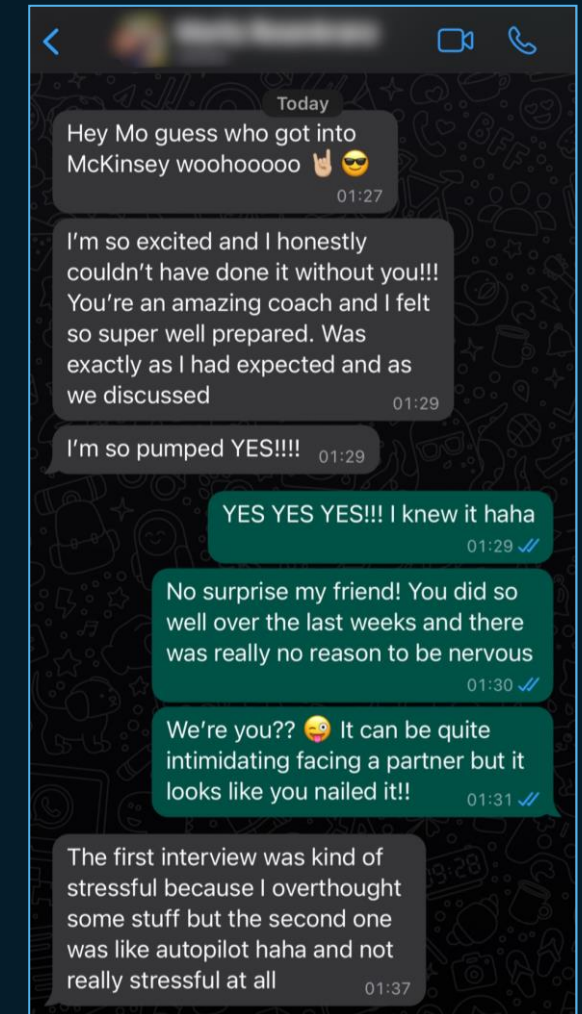 Today
Hey Mo guess who got into
McKinsey woohooooo 🤘🏼 😎
01:27
I'm so excited and I honestly
couldn't have done it without you!!!
You're an amazing coach and I felt
so super well prepared. Was
exactly as I had expected and as
we discussed
01:29
I'm so pumped YES!!!! 01:29
YES YES YES!!! I knew it haha
01:29
No surprise my friend! You did so
well over the last weeks and there
was really no reason to be nervous
01:30
We're you?? 😜 It can be quite
intimidating facing a partner but it
looks like you nailed it!!
01:31
The first interview was kind of
stressful because I overthought
some stuff but the second one
was like autopilot haha and not
really stressful at all
01:37